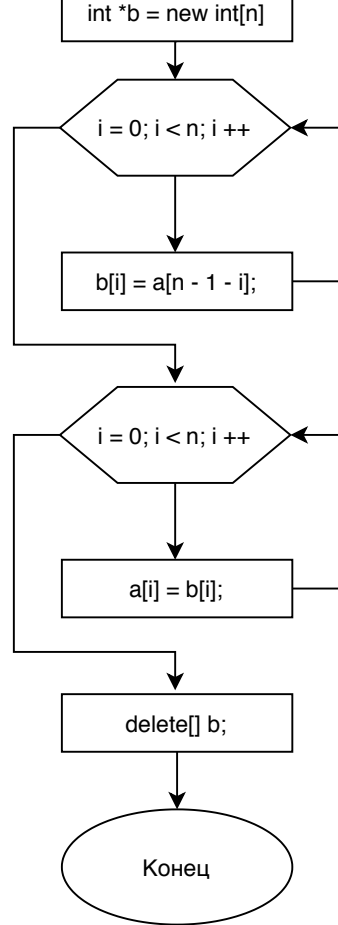 int *b = new int[n]
i = 0; i < n; i ++
b[i] = a[n - 1 - i];
i = 0; i < n; i ++
a[i] = b[i];
delete[] b;
Конец